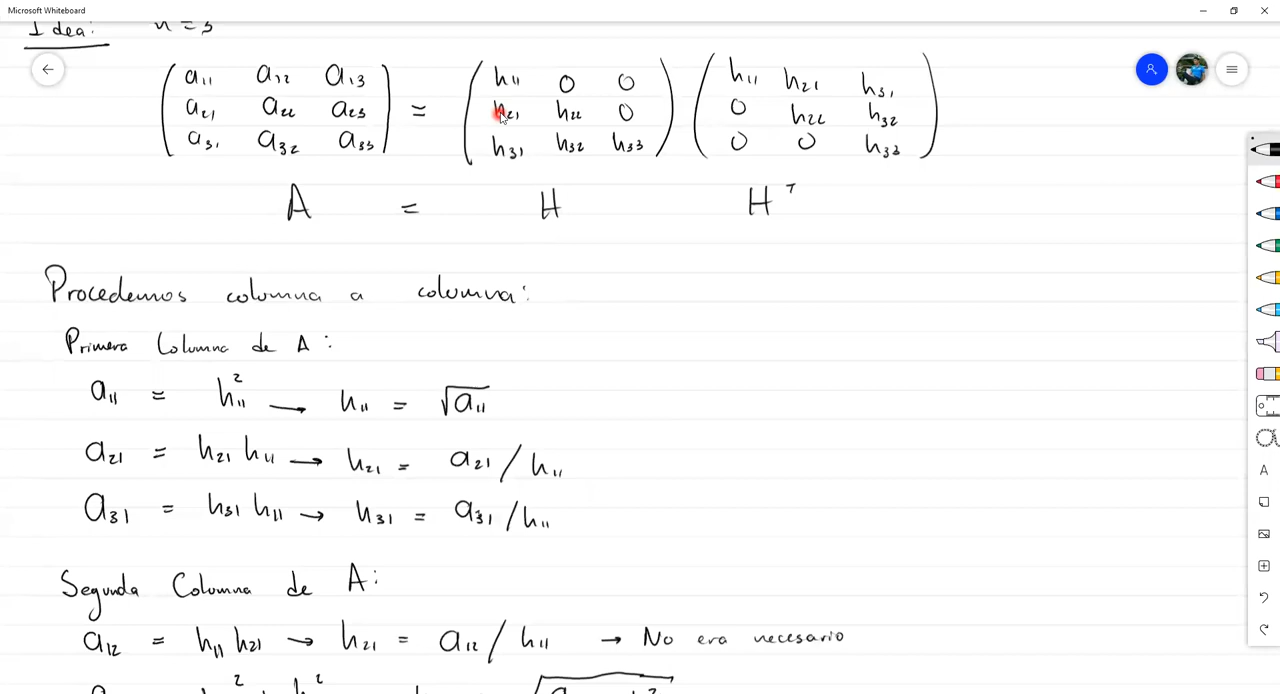 Microsoft Whiteboard
Idea: n = 3
a11 a12 a13 h11 0 0 h11 h21 h31
a21 a22 a23 = h21 h22 0 0 h22 h32
a31 a32 a33 h31 h32 h33 0 0 h33
A = H H^T
Procedemos columna a columna:
Primera Columna de A:
a11 = h11^2 → h11 = √a11
a21 = h21 h11 → h21 = a21 / h11
a31 = h31 h11 → h31 = a31 / h11
Segunda Columna de A:
a12 = h11 h21 → h21 = a12 / h11 → No era necesario